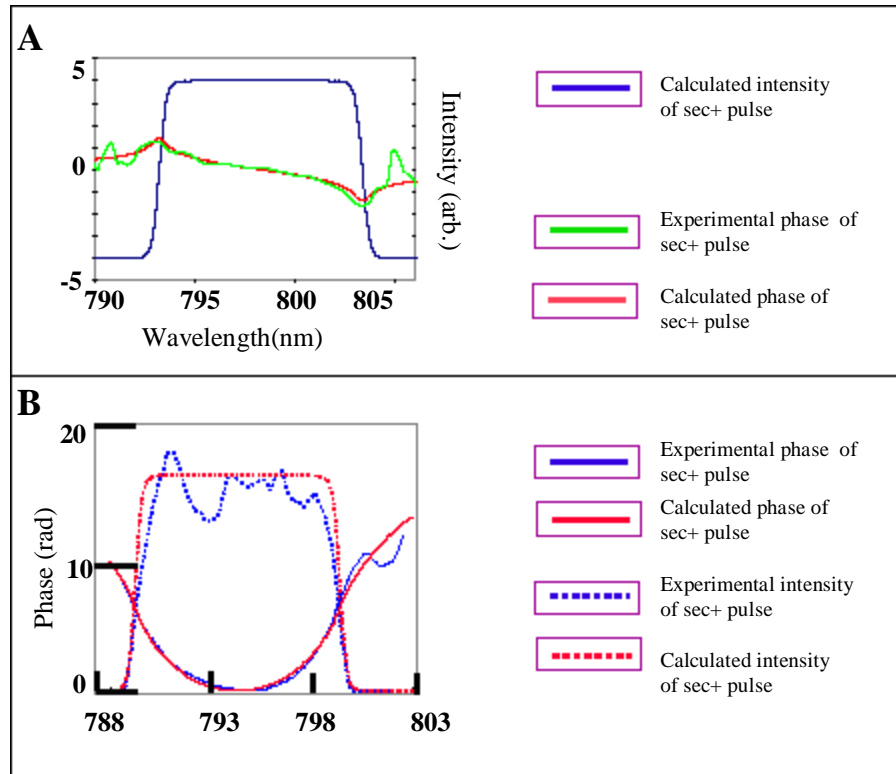 A
5
0
-5
790 795 800 805
Wavelength(nm)
Intensity (arb.)
Calculated intensity
of sec+ pulse
Experimental phase of
sec+ pulse
Calculated phase of
sec+ pulse
B
20
10
0
Phase (rad)
788 793 798 803
Experimental phase of
sec+ pulse
Calculated phase of
sec+ pulse
Experimental intensity
of sec+ pulse
Calculated intensity
of sec+ pulse